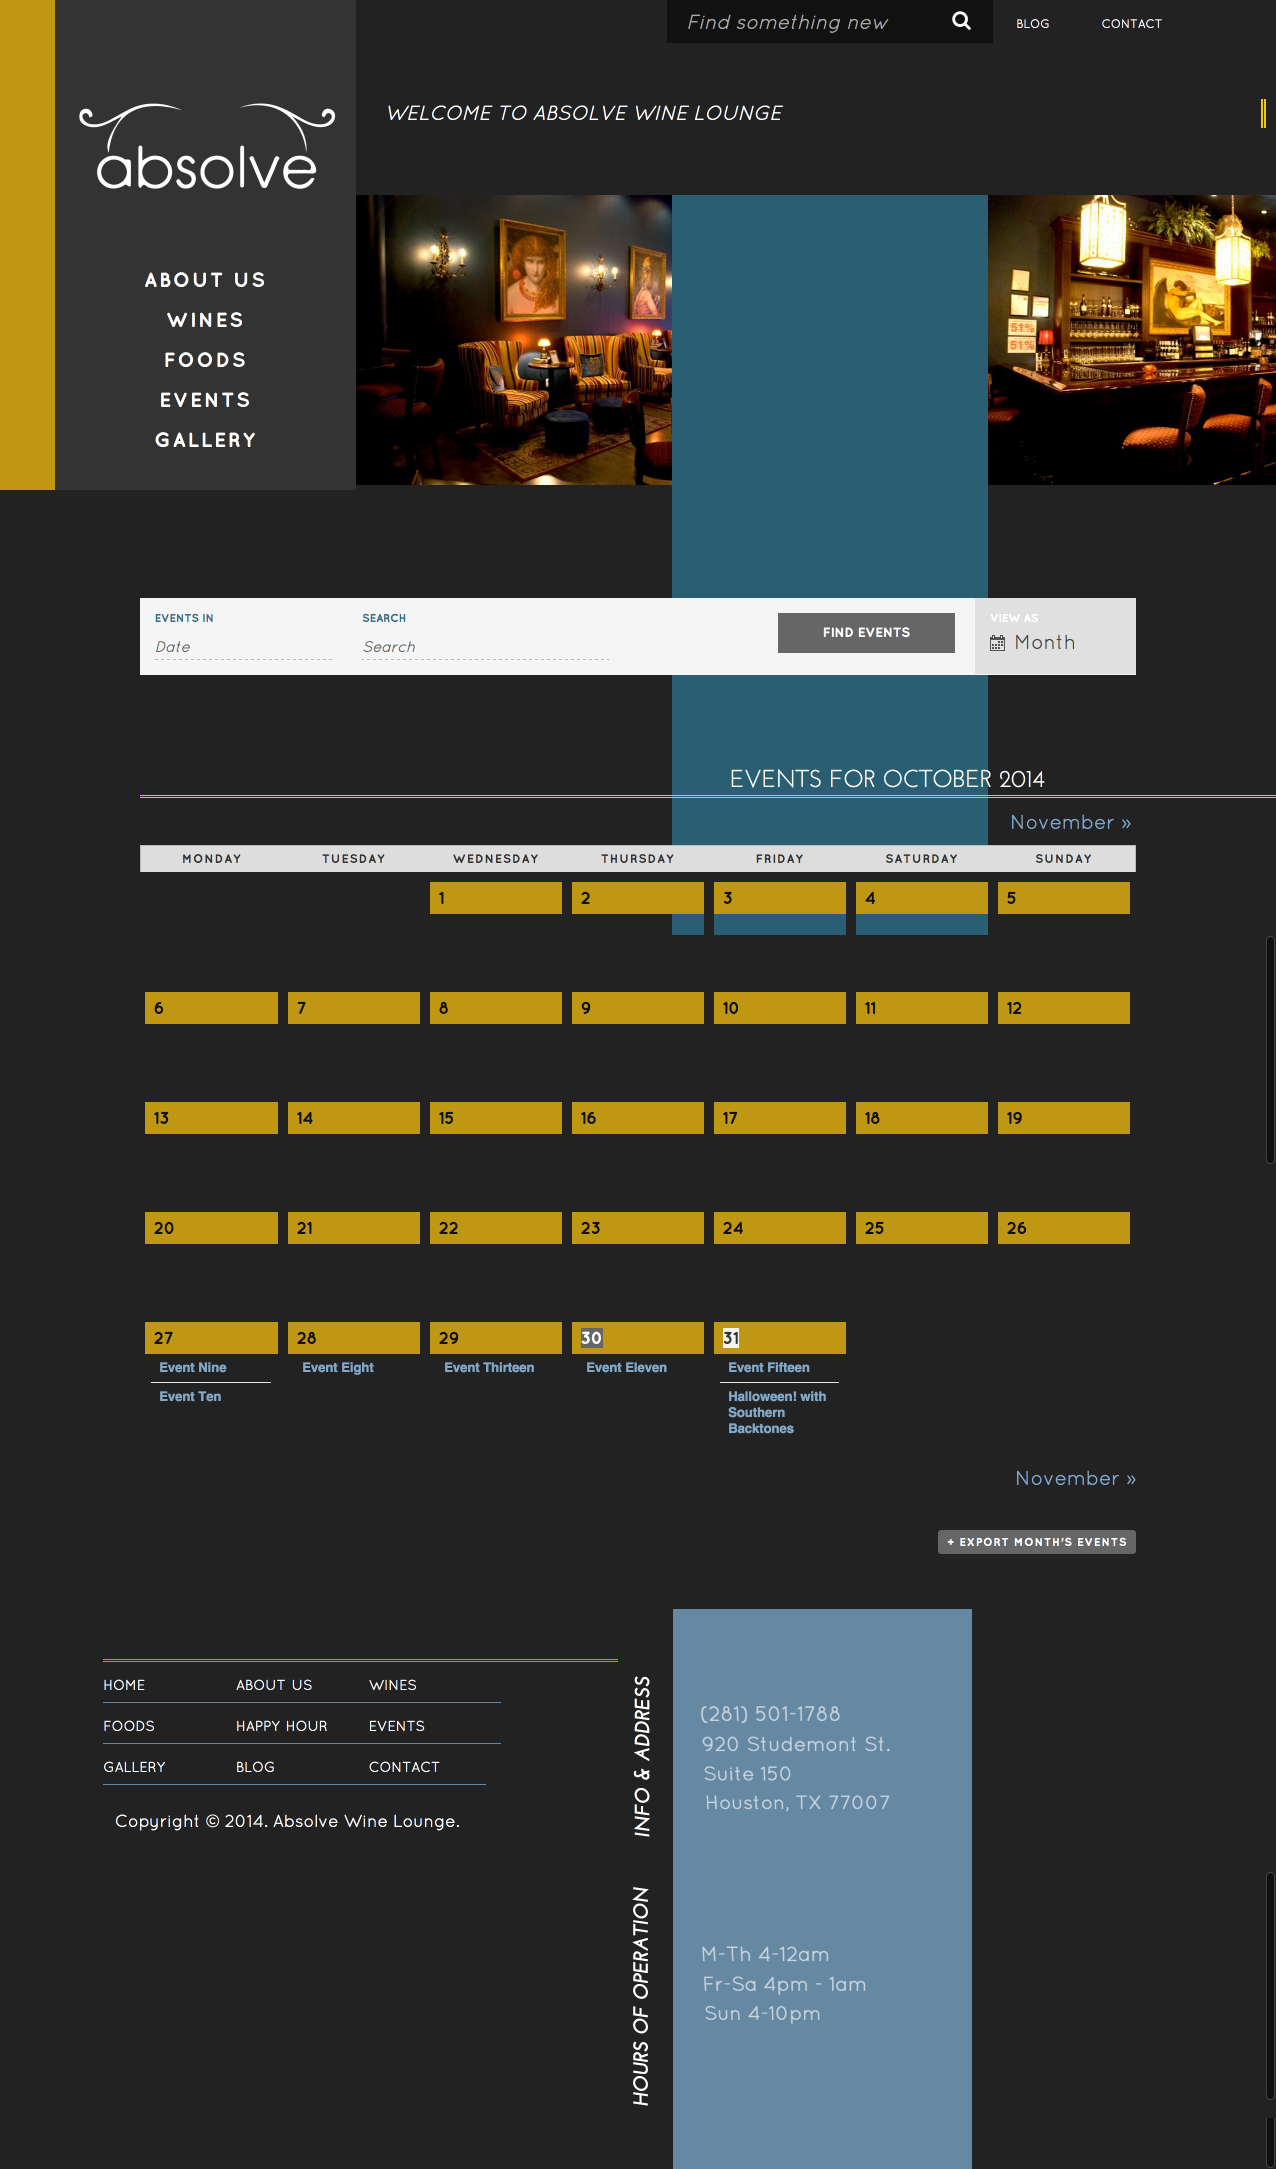 Find something new
BLOG
CONTACT
absolve
WELCOME TO ABSOLVE WINE LOUNGE
ABOUT US
WINES
FOODS
EVENTS
GALLERY
51%
51%
EVENTS IN
Date
SEARCH
Search
FIND EVENTS
VIEW AS
Month
EVENTS FOR OCTOBER 2014
November »
MONDAY TUESDAY WEDNESDAY THURSDAY FRIDAY SATURDAY SUNDAY
1 2 3 4 5
6 7 8 9 10 11 12
13 14 15 16 17 18 19
20 21 22 23 24 25 26
27 28 29 30 31
Event Nine Event Eight Event Thirteen Event Eleven Event Fifteen
Event Ten Halloween! with
Southern
Backtones
November »
+ EXPORT MONTH'S EVENTS
HOME ABOUT US WINES
FOODS HAPPY HOUR EVENTS
GALLERY BLOG CONTACT
Copyright © 2014. Absolve Wine Lounge.
INFO & ADDRESS
(281) 501-1788
920 Studemont St.
Suite 150
Houston, TX 77007
HOURS OF OPERATION
M-Th 4-12am
Fr-Sa 4pm - 1am
Sun 4-10pm